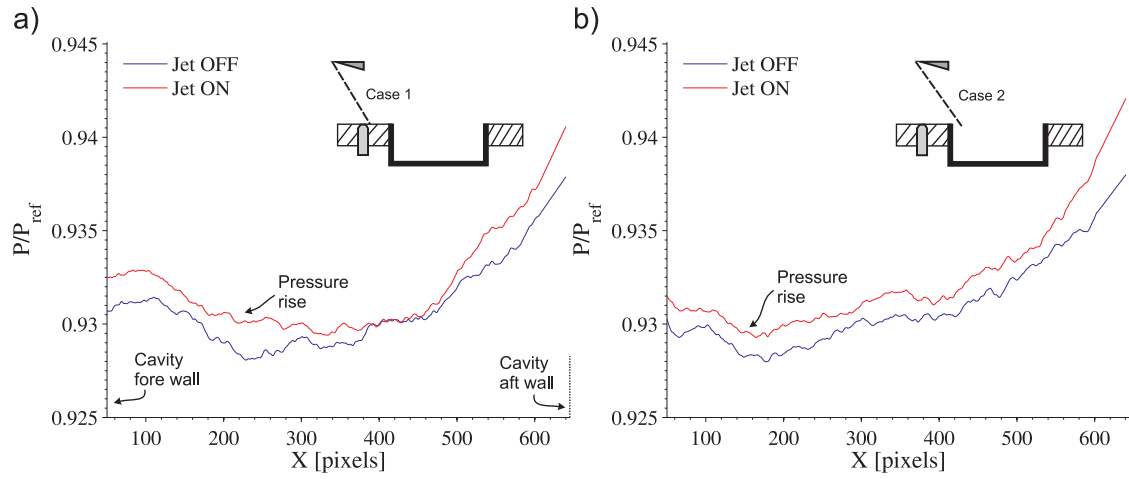 a)
0.945
0.94
0.935
0.93
0.925
P/Pref
Jet OFF
Jet ON
Case 1
Pressure
rise
Cavity
fore wall
Cavity
aft wall
100 200 300 400 500 600
X [pixels]
b)
0.945
0.94
0.935
0.93
0.925
P/Pref
Jet OFF
Jet ON
Case 2
Pressure
rise
100 200 300 400 500 600
X [pixels]